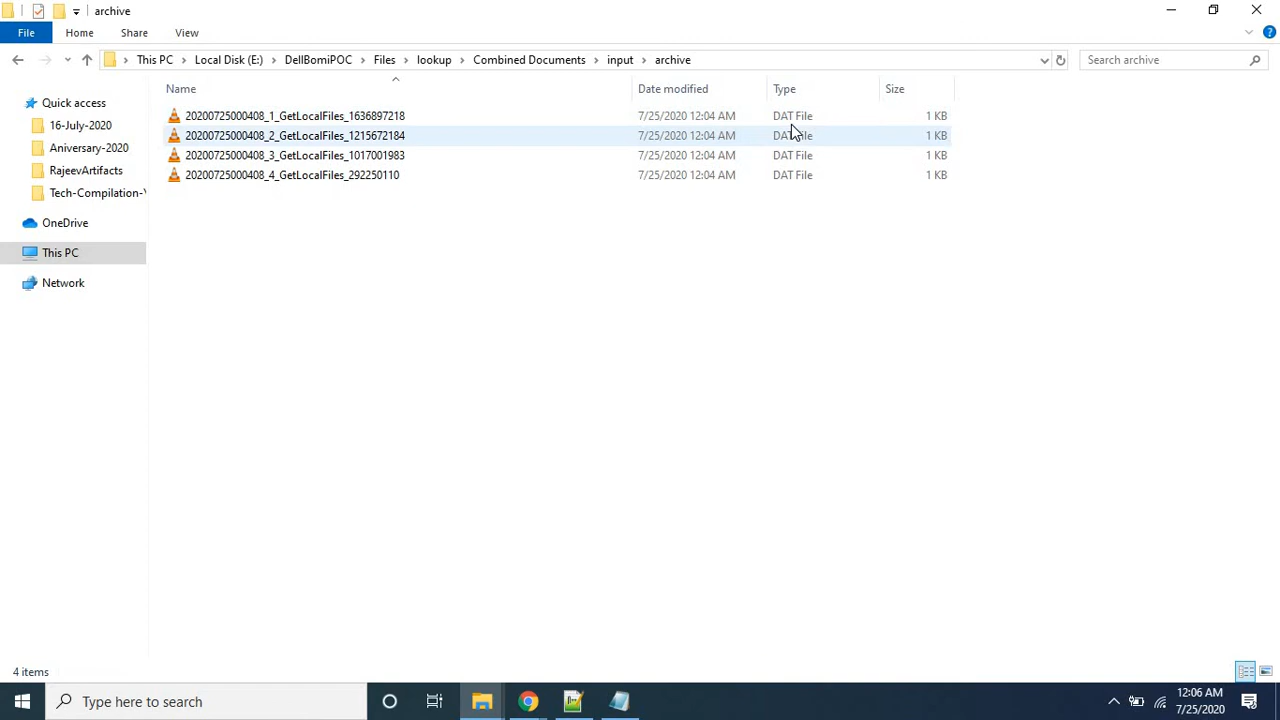 archive
File Home Share View
This PC Local Disk (E:) DellBomiPOC Files lookup Combined Documents input archive Search archive
Name Date modified Type Size
Quick access
16-July-2020
Aniversary-2020
RajeevArtifacts
Tech-Compilation-Y
OneDrive
This PC
Network
20200725000408_1_GetLocalFiles_1636897218 7/25/2020 12:04 AM DAT File 1 KB
20200725000408_2_GetLocalFiles_1215672184 7/25/2020 12:04 AM DAT File 1 KB
20200725000408_3_GetLocalFiles_1017001983 7/25/2020 12:04 AM DAT File 1 KB
20200725000408_4_GetLocalFiles_292250110 7/25/2020 12:04 AM DAT File 1 KB
4 items
Type here to search
12:06 AM
7/25/2020